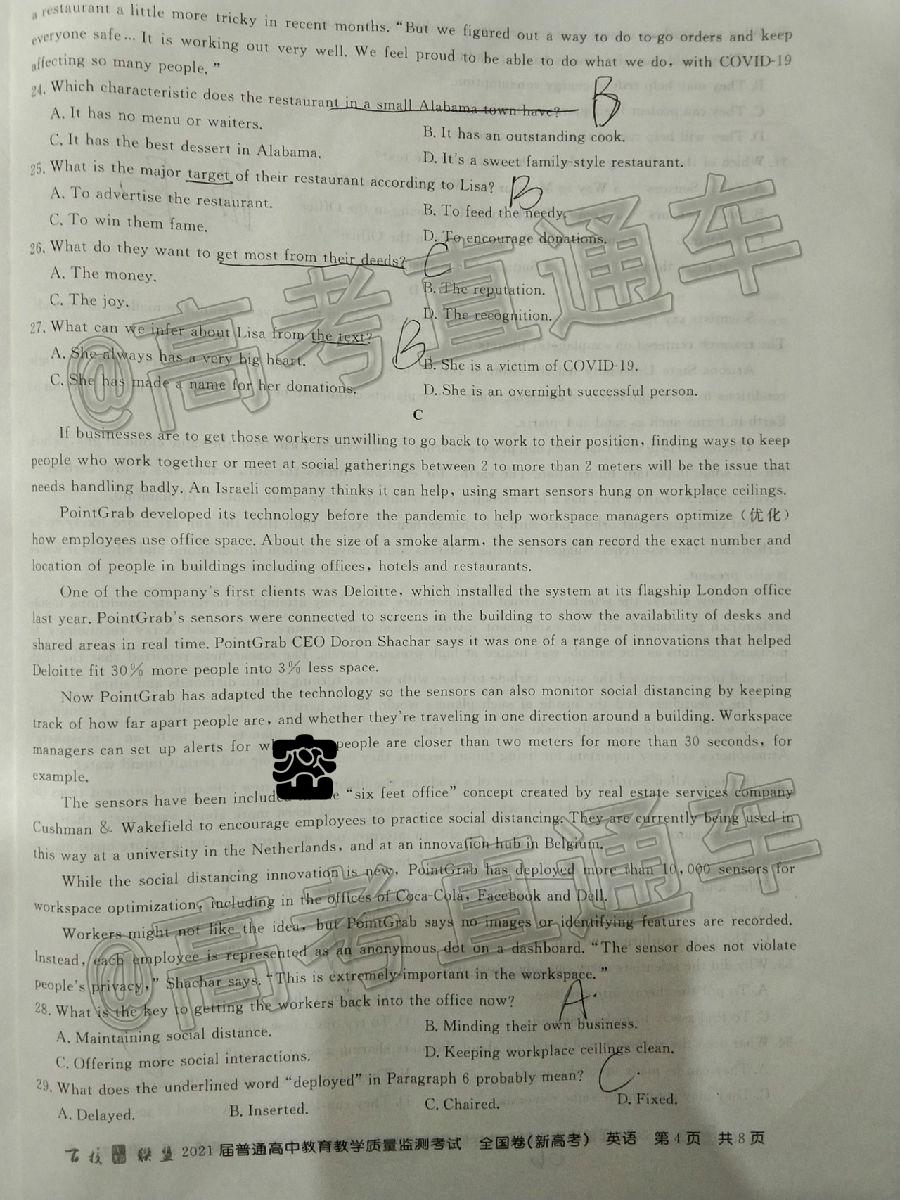 a restaurant a little more tricky in recent months. “But we figured out a way to do to-go orders and keep
everyone safe… It is working out very well. We feel proud to be able to do what we do, with COVID-19
affecting so many people.”
24. Which characteristic does the restaurant in a small Alabama town have? B
A. It has no menu or waiters.
B. It has an outstanding cook.
C. It has the best dessert in Alabama.
D. It's a sweet family-style restaurant.
25. What is the major target of their restaurant according to Lisa? B
A. To advertise the restaurant.
B. To feed the needy.
C. To win them fame.
D. To encourage donations.
26. What do they want to get most from their deeds? C
A. The money.
B. The reputation.
C. The joy.
D. The recognition.
27. What can we infer about Lisa from the text? B
A. She always has a very big heart.
B. She is a victim of COVID-19.
C. She has made a name for her donations.
D. She is an overnight successful person.
C
If businesses are to get those workers unwilling to go back to work to their position, finding ways to keep
people who work together or meet at social gatherings between 2 to more than 2 meters will be the issue that
needs handling badly. An Israeli company thinks it can help, using smart sensors hung on workplace ceilings.
PointGrab developed its technology before the pandemic to help workspace managers optimize (优化)
how employees use office space. About the size of a smoke alarm, the sensors can record the exact number and
location of people in buildings including offices, hotels and restaurants.
One of the company's first clients was Deloitte, which installed the system at its flagship London office
last year. PointGrab's sensors were connected to screens in the building to show the availability of desks and
shared areas in real time. PointGrab CEO Doron Shachar says it was one of a range of innovations that helped
Deloitte fit 30% more people into 3% less space.
Now PointGrab has adapted the technology so the sensors can also monitor social distancing by keeping
track of how far apart people are, and whether they're traveling in one direction around a building. Workspace
managers can set up alerts for people are closer than two meters for more than 30 seconds, for
example.
The sensors have been “six feet office” concept created by real estate services company
Cushman & Wakefield to encourage employees to practice social distancing. They are currently being used in
this way at a university in the Netherlands, and at an innovation hub in Belgium.
While the social distancing innovation is new, PointGrab has deployed more than 10,000 sensors for
workspace optimization, including in the offices of Coca-Cola, Facebook and Dell.
Workers might not like the idea, but PointGrab says no images or identifying features are recorded.
Instead, each employee is represented as an anonymous dot on a dashboard. “The sensor does not violate
people's privacy,” Shachar says. “This is extremely important in the workspace.”
28. What is the key to getting the workers back into the office now? A
A. Maintaining social distance.
B. Minding their own business.
C. Offering more social interactions.
D. Keeping workplace ceilings clean.
29. What does the underlined word “deployed” in Paragraph 6 probably mean? C
A. Delayed.
B. Inserted.
C. Chaired.
D. Fixed.
百校联盟 2021届普通高中教育教学质量监测考试 全国卷(新高考) 英语 第4页 共8页
@高考直通车
@高考直通车